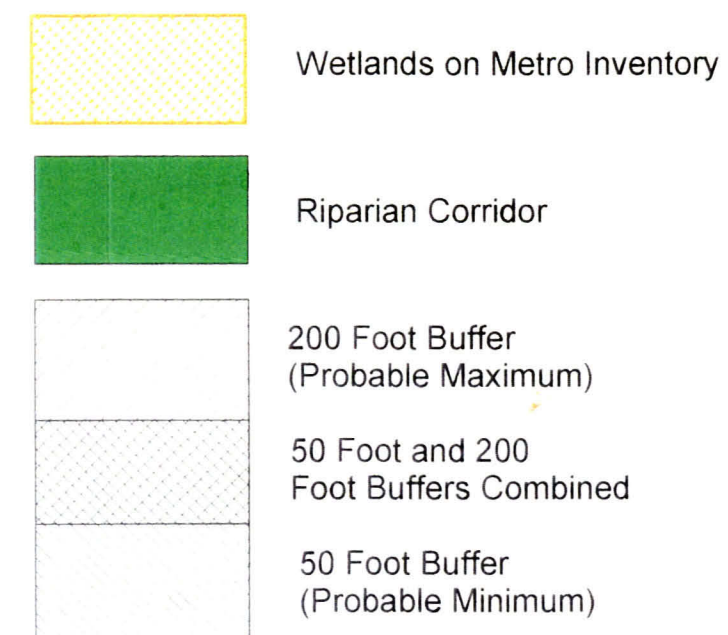 Wetlands on Metro Inventory
Riparian Corridor
200 Foot Buffer
(Probable Maximum)
50 Foot and 200
Foot Buffers Combined
50 Foot Buffer
(Probable Minimum)